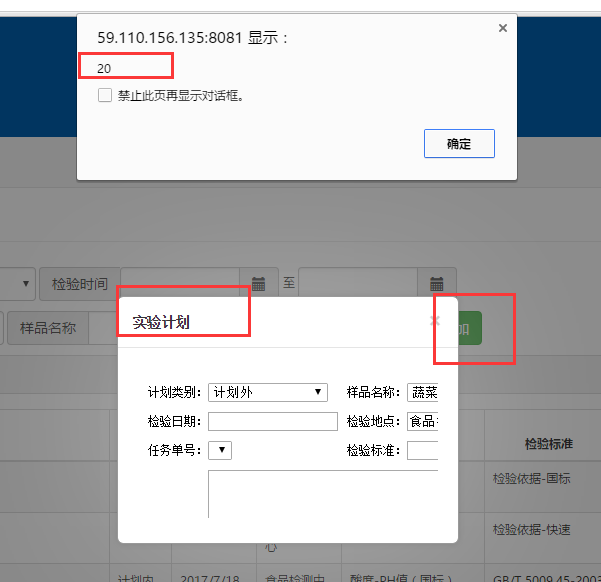 59.110.156.135:8081 显示：
20
禁止此页再显示对话框。
确定
检验时间 至
样品名称 加
实验计划
计划类别： 计划外 样品名称： 蔬菜
检验日期： 检验地点： 食品
任务单号： 检验标准：
检验标准
检验依据-国标
检验依据-快速
心
计划内 2017/7/18 食品检测中 酸度-PH值（国标） GB/T 5009.45-2003